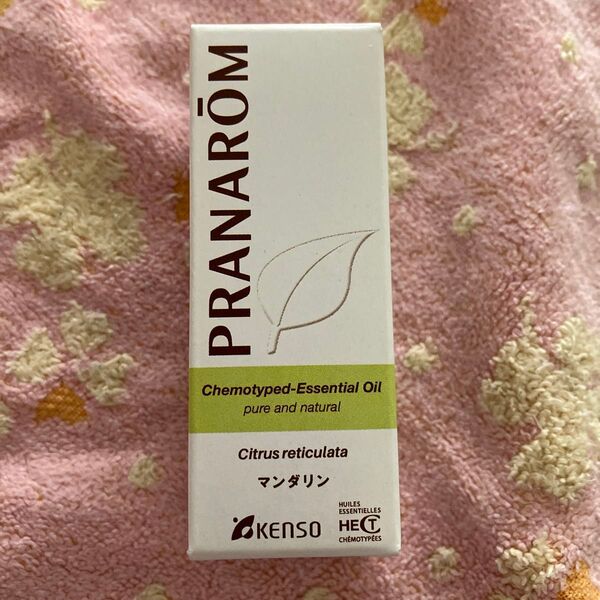 PRANARŌM
Chemotyped-Essential Oil
pure and natural
Citrus reticulata
マンダリン
KENSO
HUILES
ESSENTIELLES
HECT
CHÉMOTYPÉES